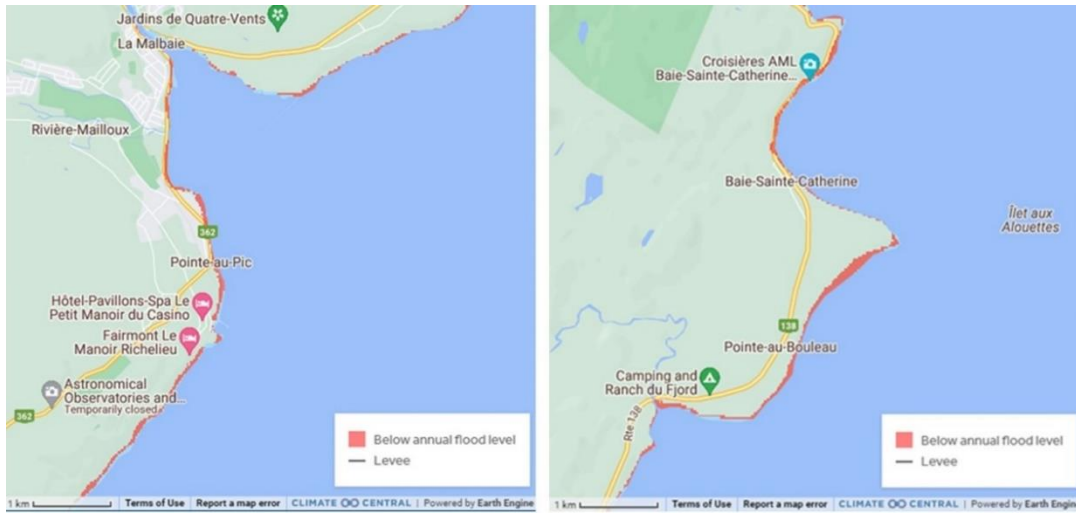 Jardins de Quatre-Vents
La Malbaie
Rivière-Mailloux
362
Pointe-au-Pic
Hôtel-Pavillons-Spa Le
Petit Manoir du Casino
Fairmont Le
Manoir Richelieu
Astronomical
Observatories and...
Temporarily closed
362
Below annual flood level
Levee
1 km
Terms of Use
Report a map error
CLIMATE CENTRAL
Powered by Earth Engine
Croisières AML
Baie-Sainte-Catherine...
Baie-Sainte-Catherine
Îlet aux
Alouettes
138
Pointe-au-Bouleau
Camping and
Ranch du Fjord
Rte 138
Below annual flood level
Levee
1 km
Terms of Use
Report a map error
CLIMATE CENTRAL
Powered by Earth Engin